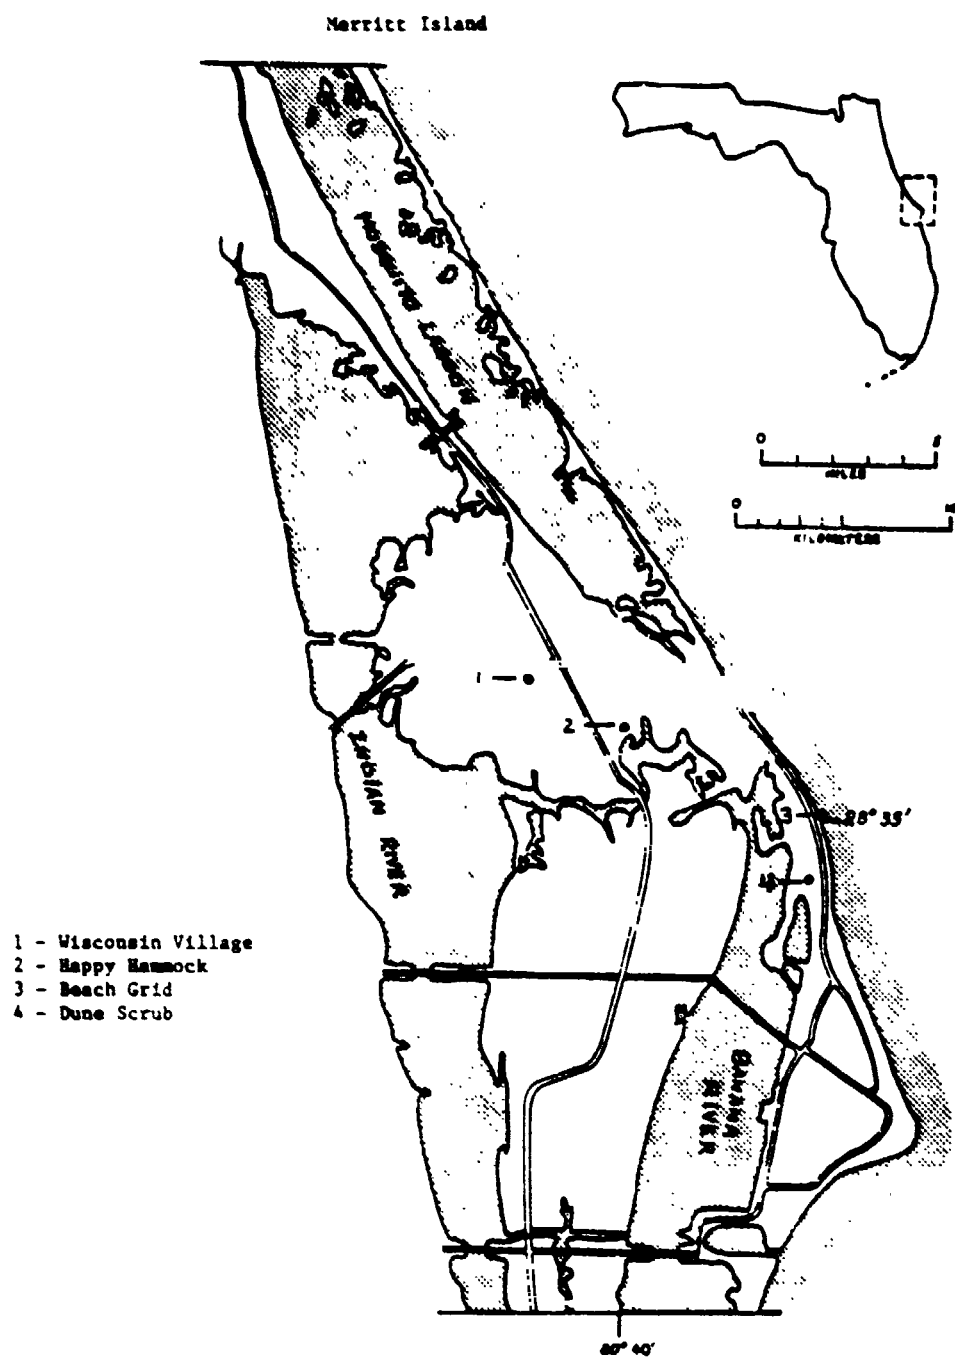 Merritt Island
MOSQUITO LAGOON
0
MILES
0
KILOMETERS
1
2
INDIAN RIVER
3
28° 35'
4
1 - Wisconsin Village
2 - Happy Hammock
3 - Beach Grid
4 - Dune Scrub
BANANA
RIVER
80° 40'